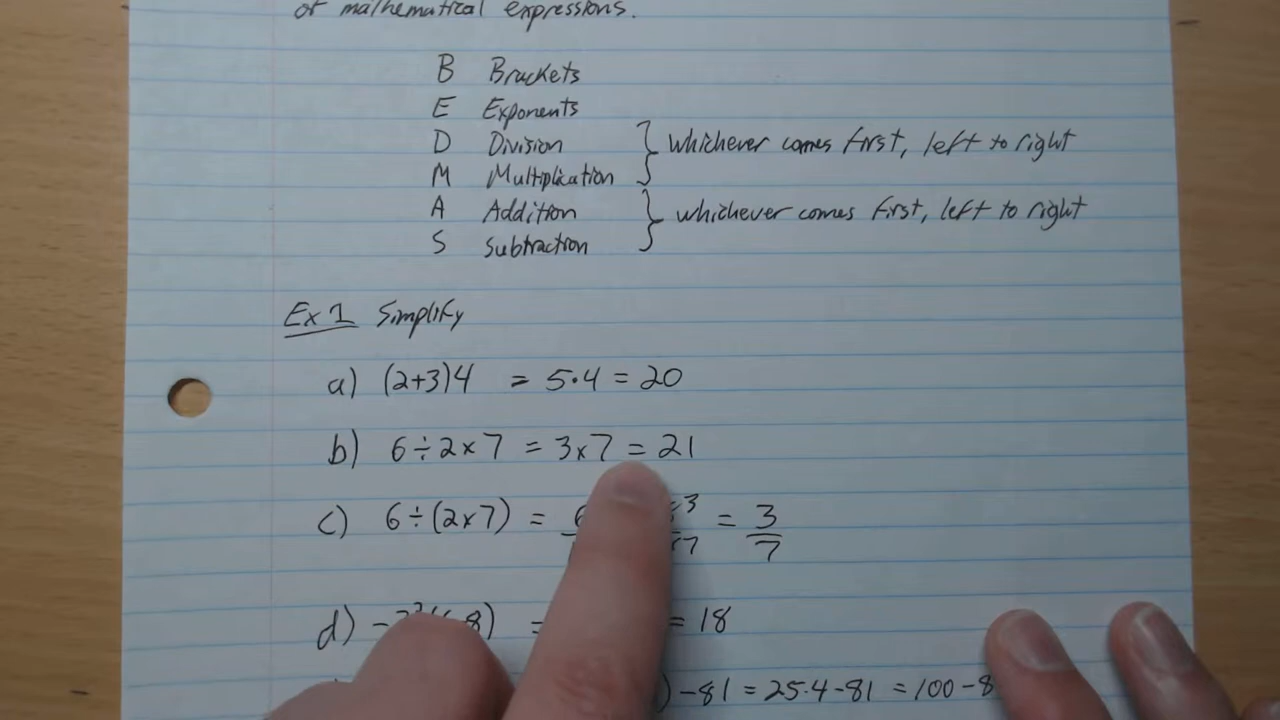 of mathematical expressions.
B Brackets
E Exponents
D Division } whichever comes first, left to right
M Multiplication
A Addition } whichever comes first, left to right
S Subtraction
Ex 1 Simplify
a) (2+3)4 = 5·4 = 20
b) 6÷2×7 = 3×7 = 21
c) 6÷(2×7) = 3/7
d) 8) = = 18
) -81 = 25·4-81 = 100-8